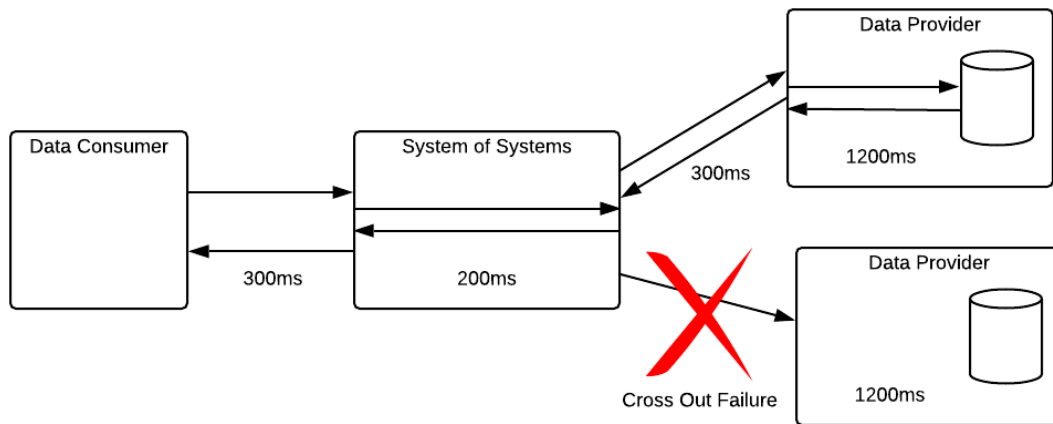 Data Provider
Data Consumer
System of Systems
1200ms
300ms
300ms
200ms
Data Provider
Cross Out Failure
1200ms